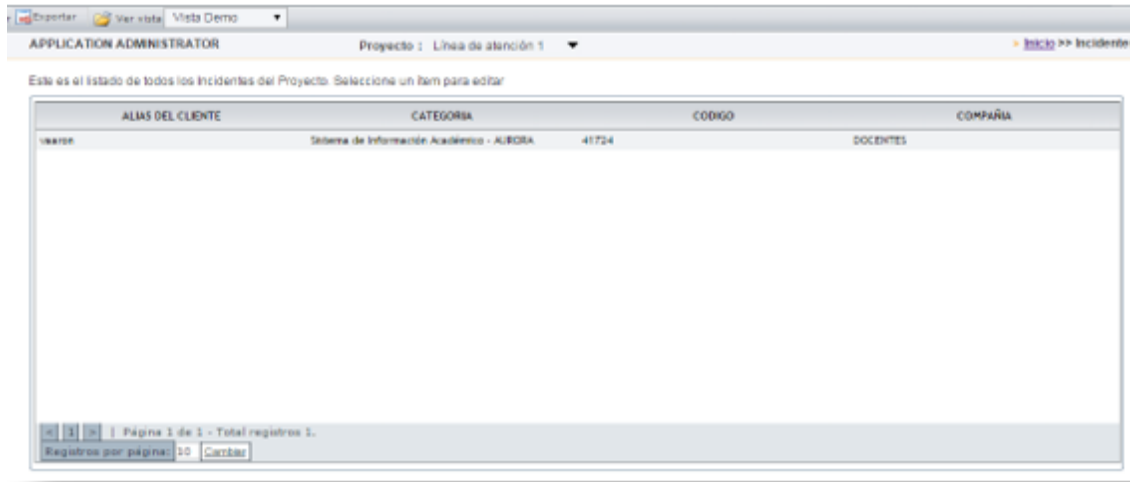 Exportar Ver vista Vista Demo
APPLICATION ADMINISTRATOR Proyecto : Línea de atención 1 > Inicio >> Incidente
Este es el listado de todos los Incidentes del Proyecto. Seleccione un ítem para editar
ALIAS DEL CLIENTE CATEGORIA CODIGO COMPAÑIA
Sistema de Información Académico - AURORA 41724 DOCENTES
< 1 > | Página 1 de 1 - Total registros 1.
Registros por página: 10 Cambiar